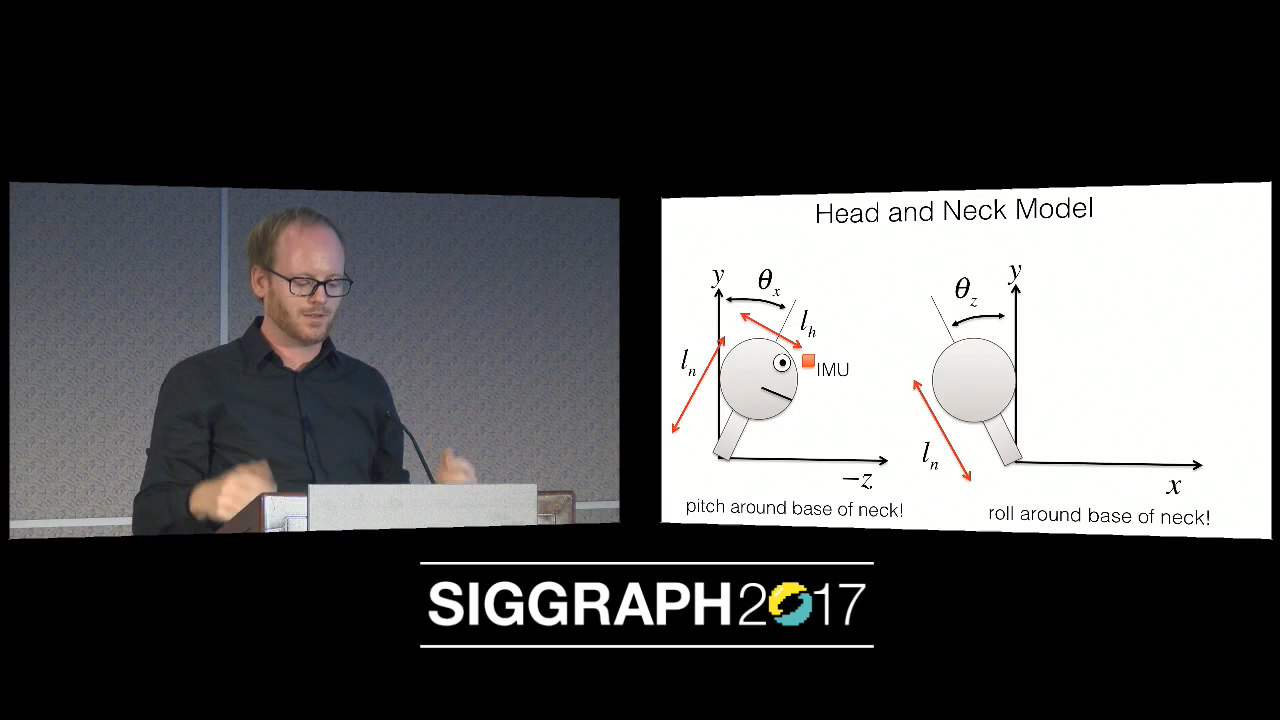 Head and Neck Model
y
θx
lh
ln
IMU
−z
pitch around base of neck!
y
θz
ln
x
roll around base of neck!
SIGGRAPH2017